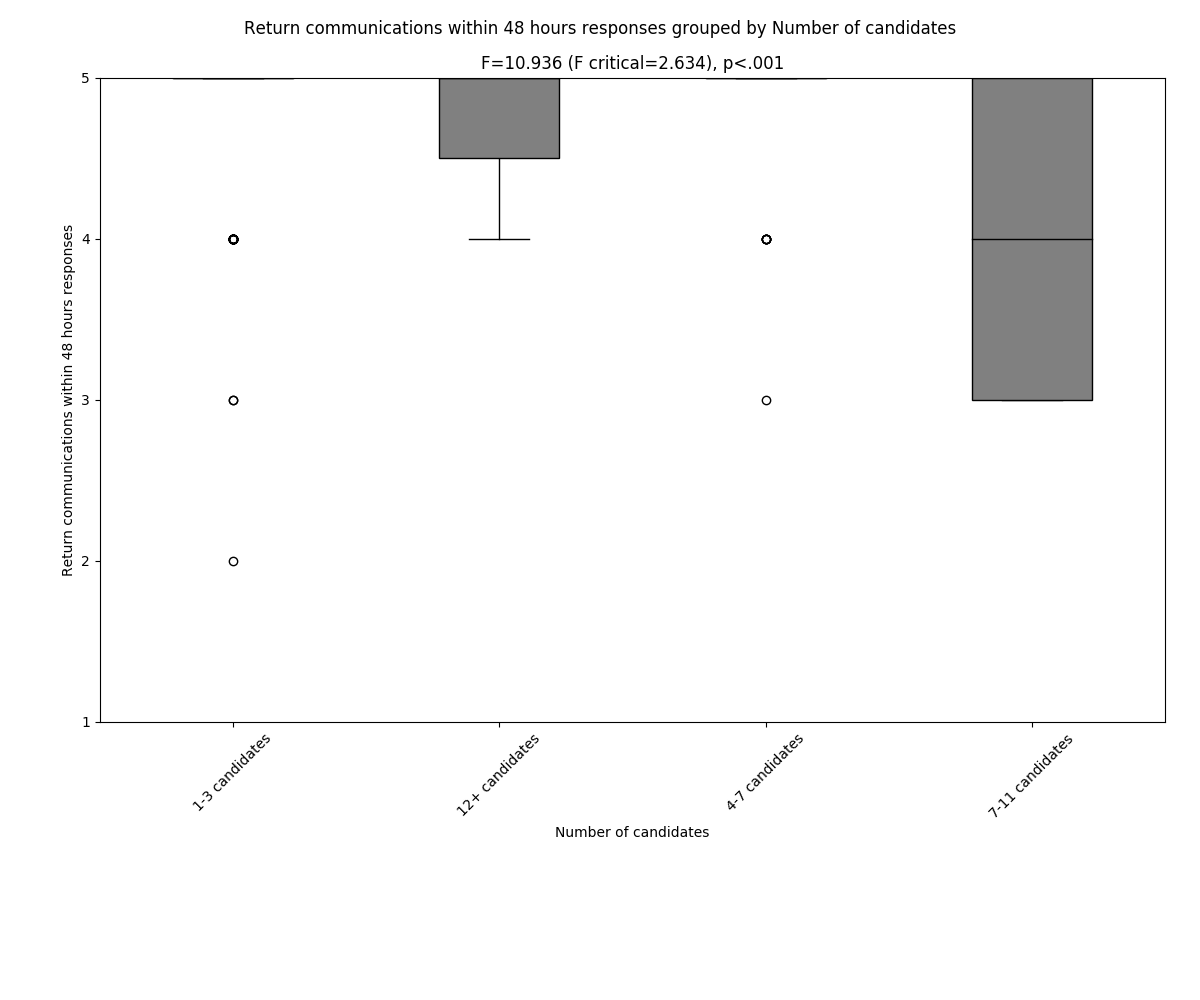 Return communications within 48 hours responses grouped by Number of candidates
F=10.936 (F critical=2.634), p<.001
Return communications within 48 hours responses
5
4
3
2
1
1-3 candidates
12+ candidates
4-7 candidates
7-11 candidates
Number of candidates